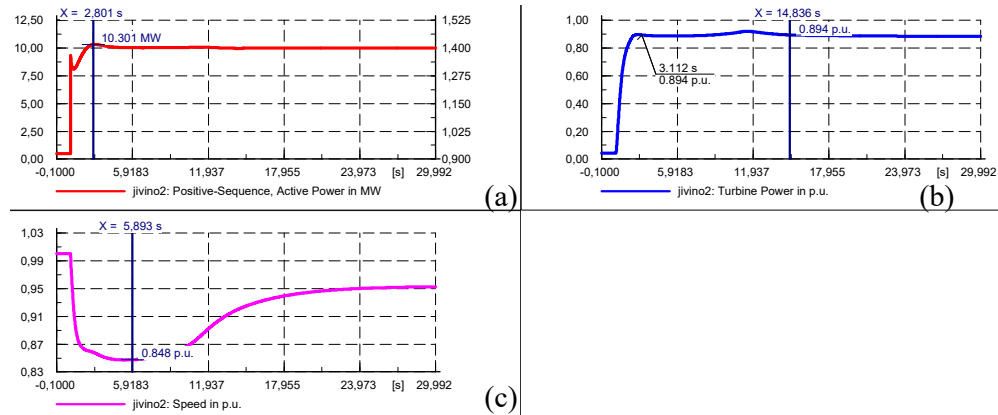 X = 2,801 s
12,50
10,00
7,50
5,00
2,50
0,00
10.301 MW
1,525
1,400
1,275
1,150
1,025
0,900
-0,1000 5,9183 11,937 17,955 23,973 [s] 29,992
jivino2: Positive-Sequence, Active Power in MW
(a)
X = 14,836 s
1,00
0,80
0,60
0,40
0,20
0,00
0.894 p.u.
3.112 s
0.894 p.u.
-0,1000 5,9183 11,937 17,955 23,973 [s] 29,992
jivino2: Turbine Power in p.u.
(b)
X = 5,893 s
1,03
0,99
0,95
0,91
0,87
0,83
0.848 p.u.
-0,1000 5,9183 11,937 17,955 23,973 [s] 29,992
jivino2: Speed in p.u.
(c)